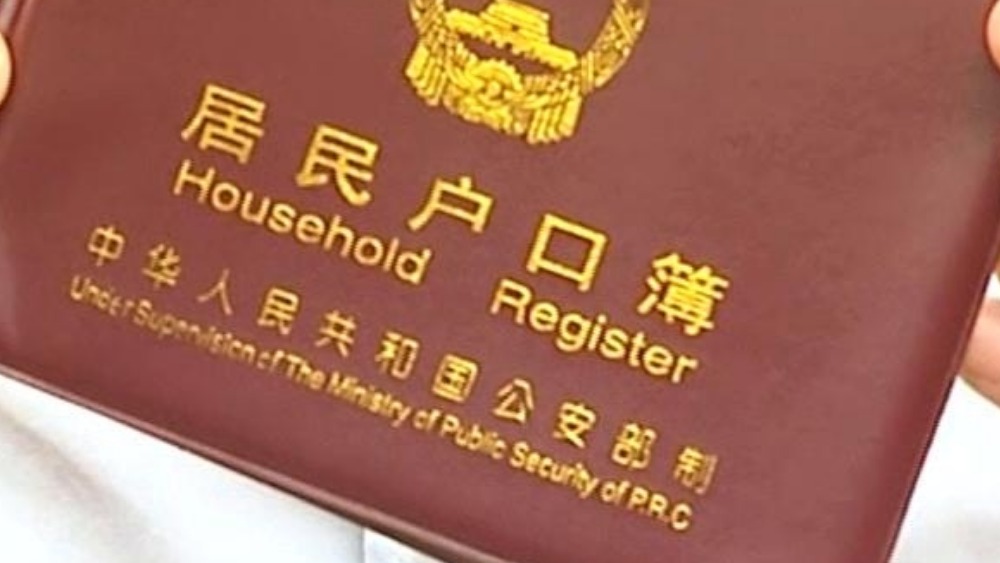 居民户口簿
Household Register
中华人民共和国公安部制
Under Supervision of The Ministry of Public Security of P.R.C